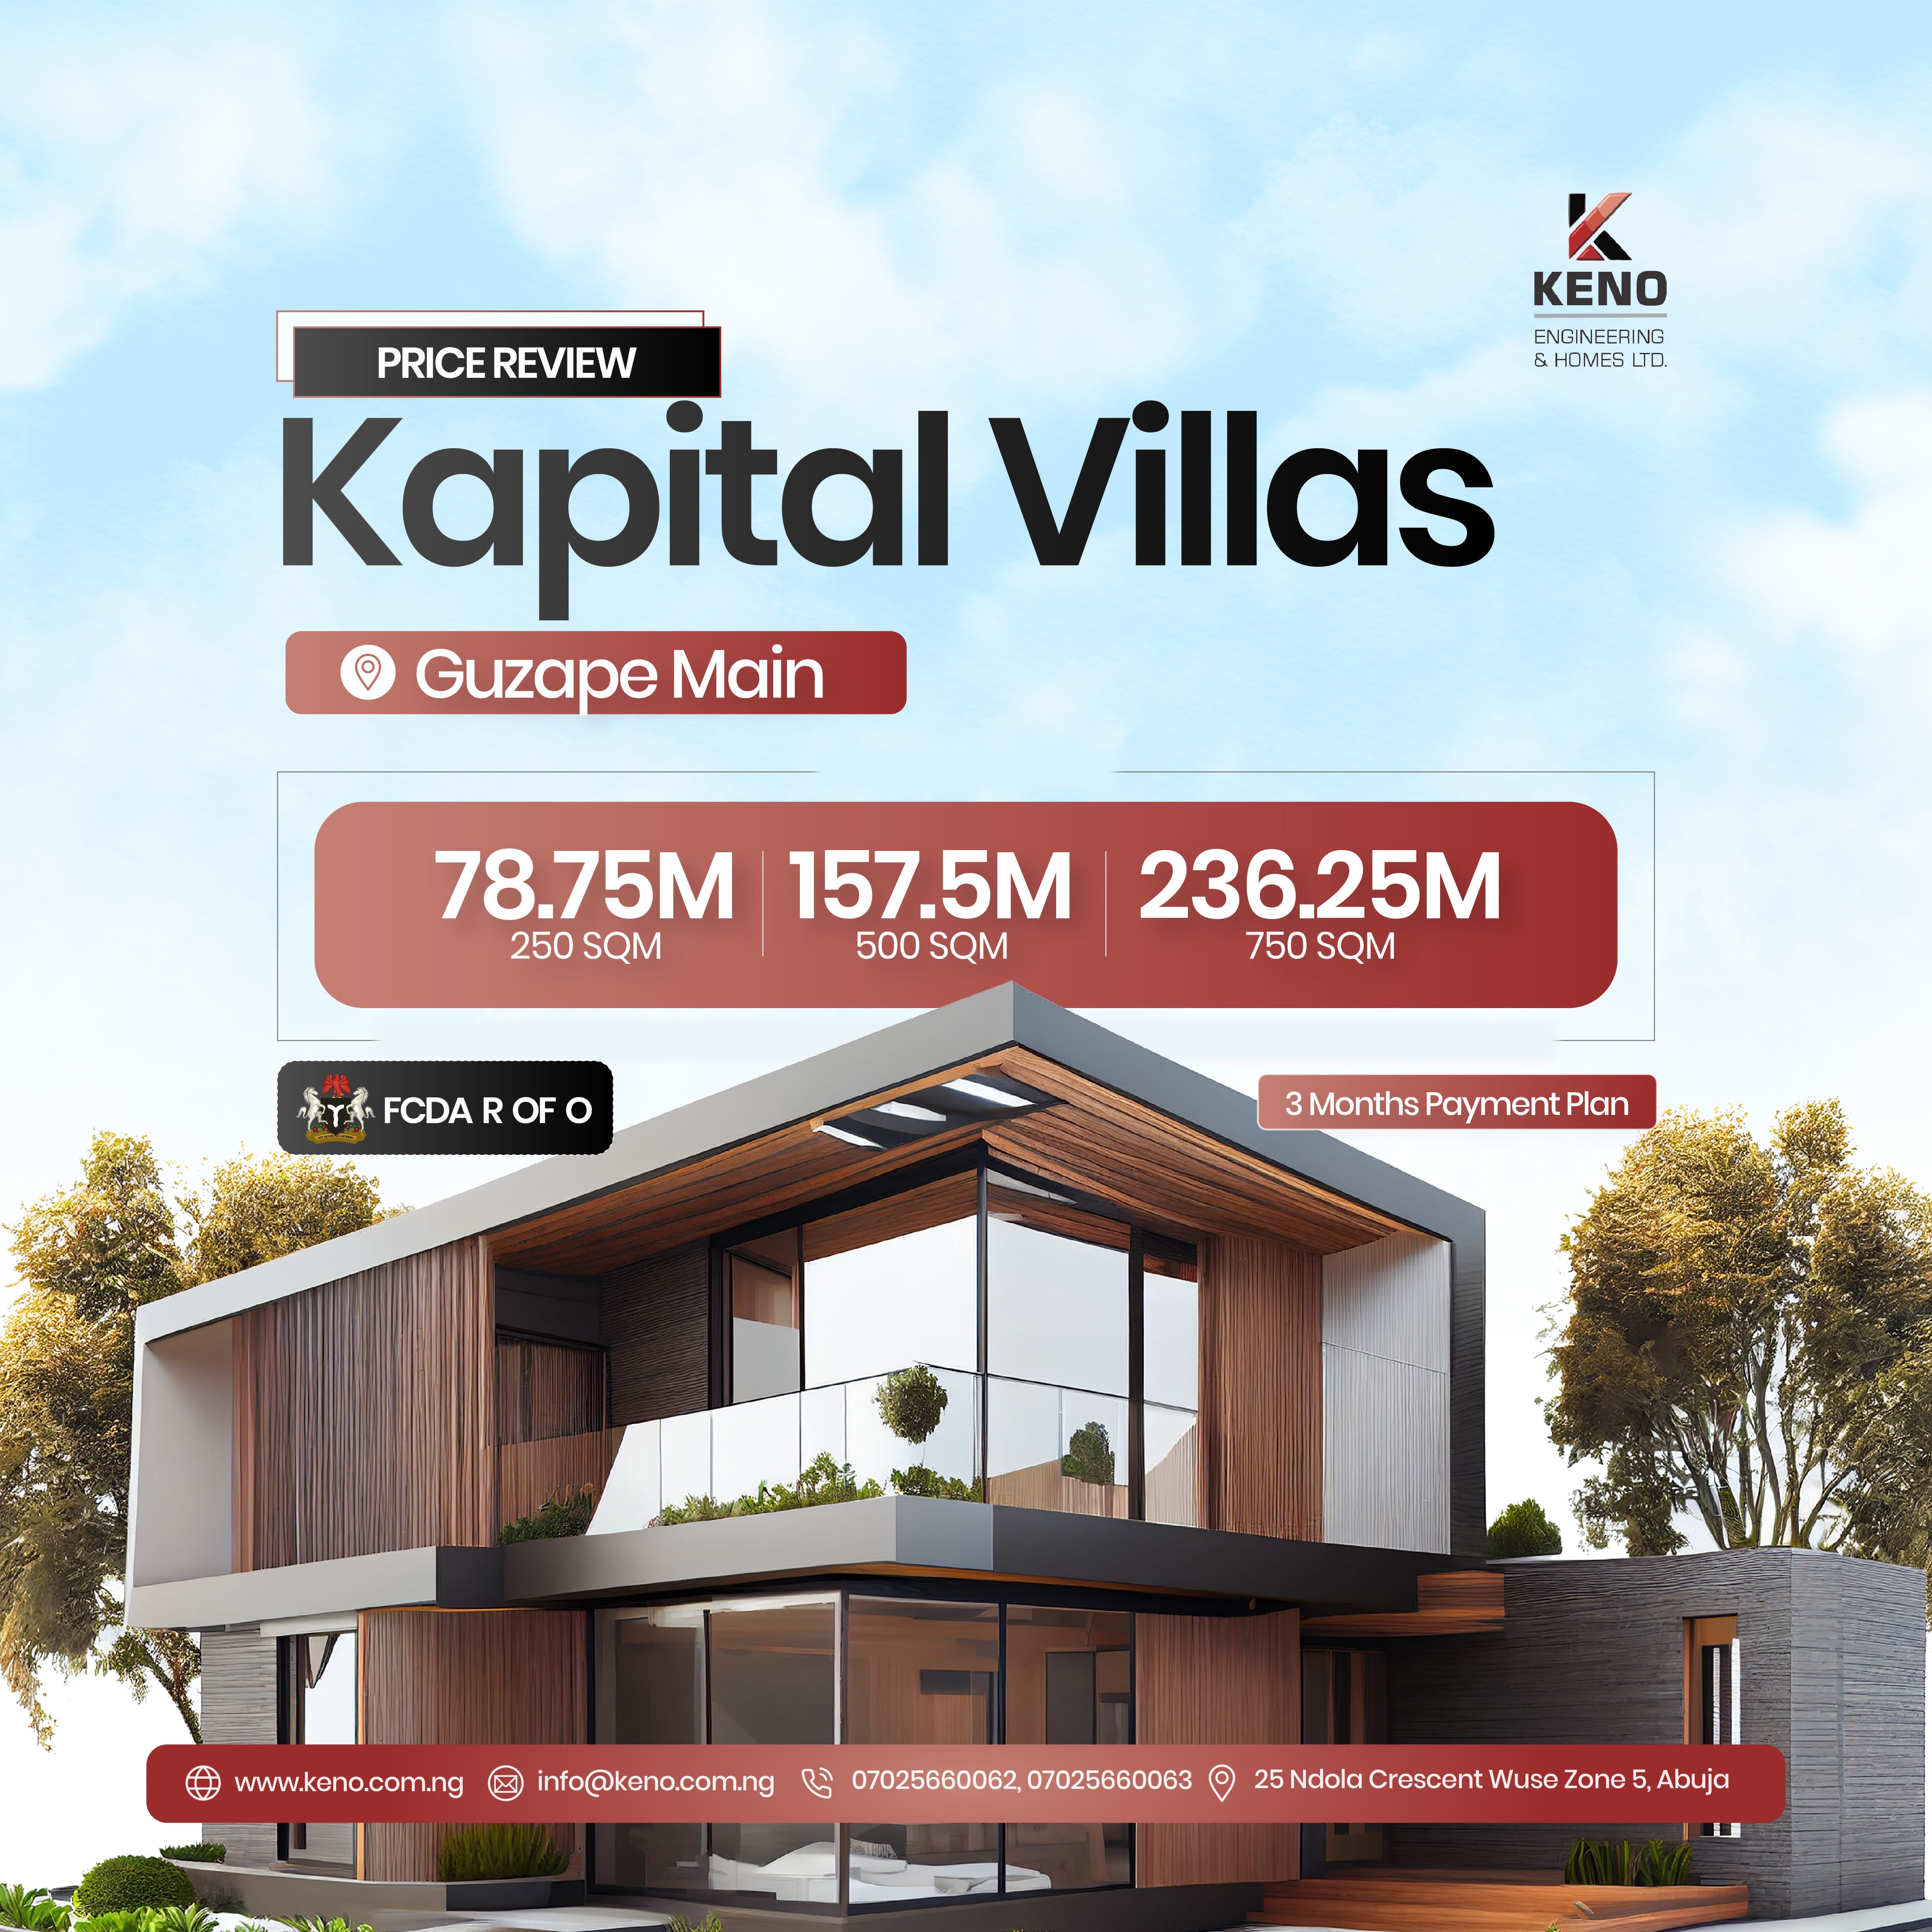 KENO
ENGINEERING
& HOMES LTD.
PRICE REVIEW
Kapital Villas
Guzape Main
78.75M
250 SQM
157.5M
500 SQM
236.25M
750 SQM
FCDA R OF O
3 Months Payment Plan
www.keno.com.ng
info@keno.com.ng
07025660062, 07025660063
25 Ndola Crescent Wuse Zone 5, Abuja